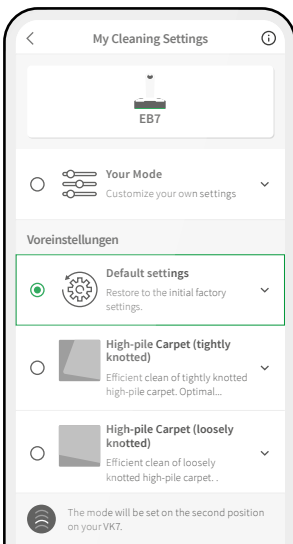 My Cleaning Settings
EB7
Your Mode
Customize your own settings
Voreinstellungen
Default settings
Restore to the initial factory
settings.
High-pile Carpet (tightly
knotted)
Efficient clean of tightly knotted
high-pile carpet. Optimal...
High-pile Carpet (loosely
knotted)
Efficient clean of loosely
knotted high-pile carpet. .
The mode will be set on the second position
on your VK7.